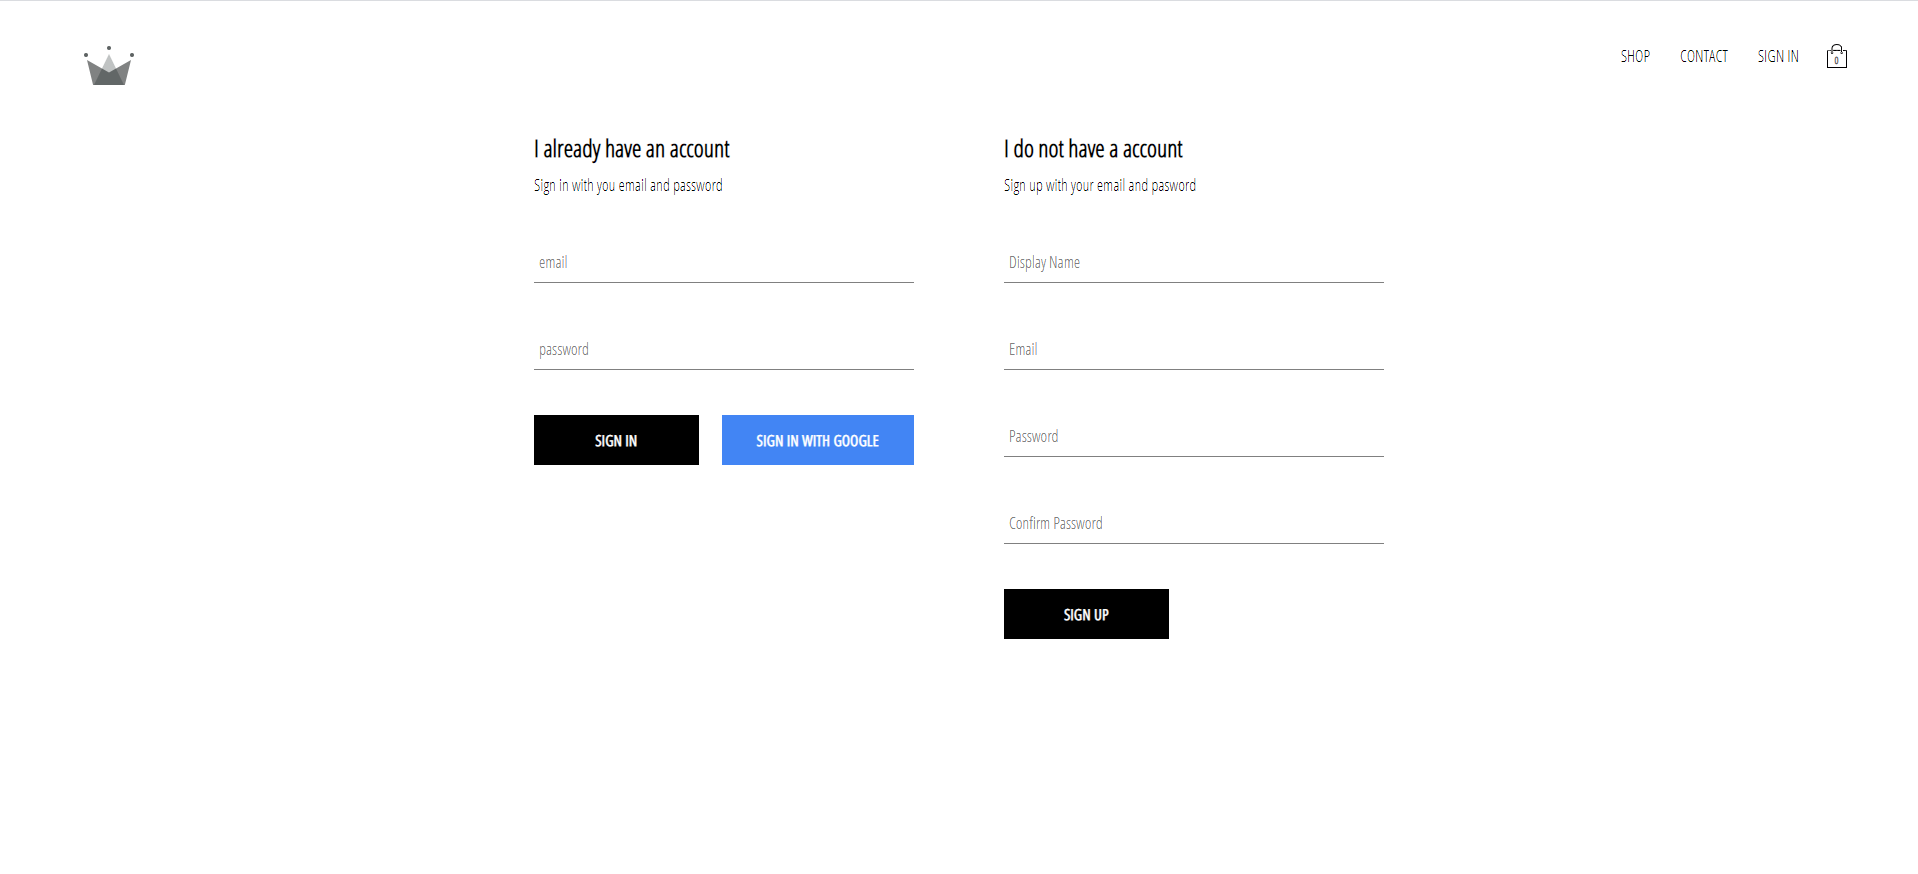 SHOP CONTACT SIGN IN 0
I already have an account
Sign in with you email and password
email
password
SIGN IN SIGN IN WITH GOOGLE
I do not have a account
Sign up with your email and pasword
Display Name
Email
Password
Confirm Password
SIGN UP